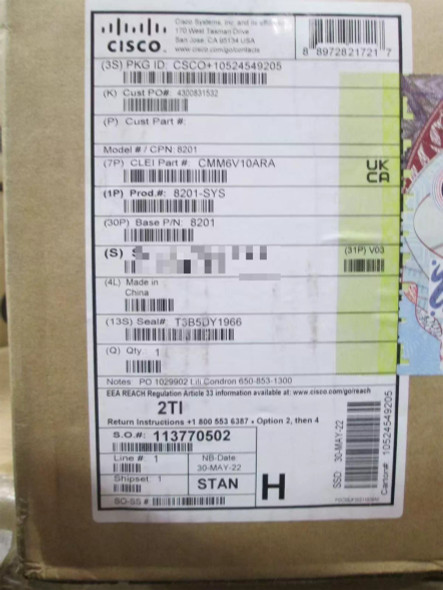 CISCO
Cisco Systems, Inc. and its
170 West Tasman Drive
San Jose, CA 95134 USA
www.cisco.com/go/contacts
8 8972821721 7
(3S) PKG ID: CSCO+10524549205
(K) Cust PO#: 4300831532
(P) Cust Part #:
Model # / CPN: 8201
(7P) CLEI Part #: CMM6V10ARA
UK
CA
(1P) Prod.#: 8201-SYS
(30P) Base P/N: 8201
(S)
(31P) V03
(4L) Made in
China
(13S) Seal#: T3B5DY1966
(Q) Qty: 1
Notes: PO 1029902 Lili Condron 650-853-1300
EEA REACH Regulation Article 33 information available at: www.cisco.com/go/reach
2TI
Return Instructions +1 800 553 6387 • Option 2, then 4
S.O.#: 113770502
Line #: 1
NB-Date
30-MAY-22
Shipset: 1
STAN
SO-SS #
H
SSD 30-MAY-22
Carton# 10524549205